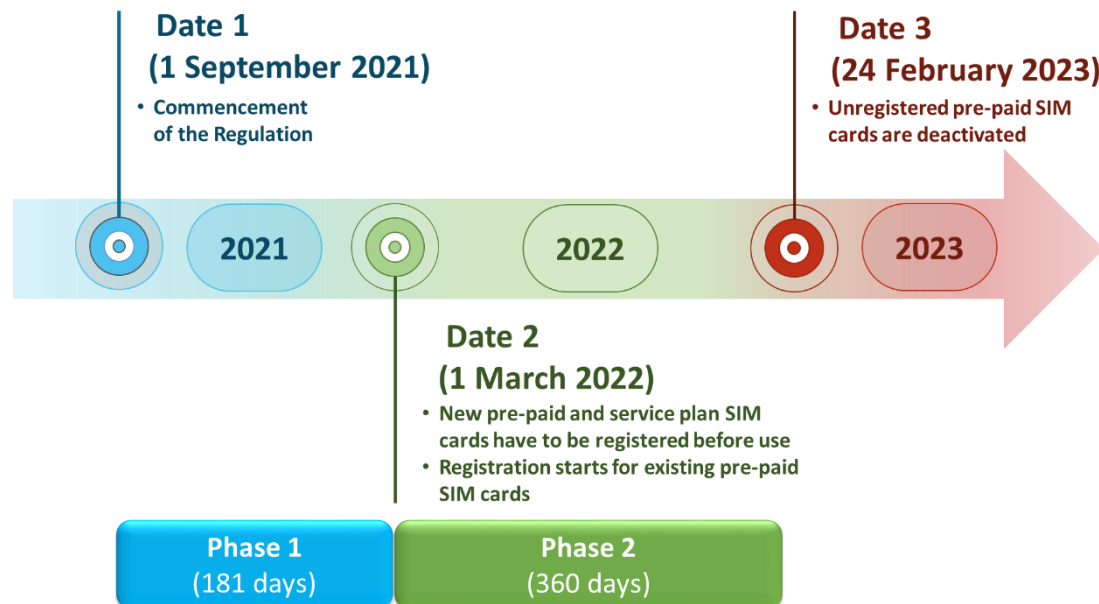 Date 1
(1 September 2021)
• Commencement
of the Regulation
Date 3
(24 February 2023)
• Unregistered pre-paid SIM
cards are deactivated
2021
2022
2023
Date 2
(1 March 2022)
• New pre-paid and service plan SIM
cards have to be registered before use
• Registration starts for existing pre-paid
SIM cards
Phase 1
(181 days)
Phase 2
(360 days)